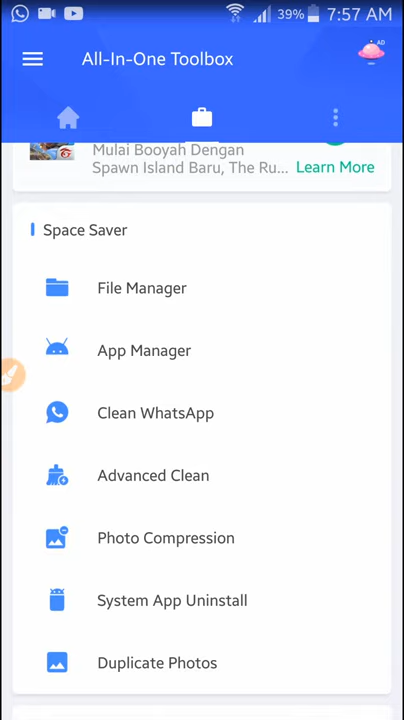 39% 7:57 AM
All-In-One Toolbox
AD
Mulai Booyah Dengan
Spawn Island Baru, The Ru... Learn More
Space Saver
File Manager
App Manager
Clean WhatsApp
Advanced Clean
Photo Compression
System App Uninstall
Duplicate Photos